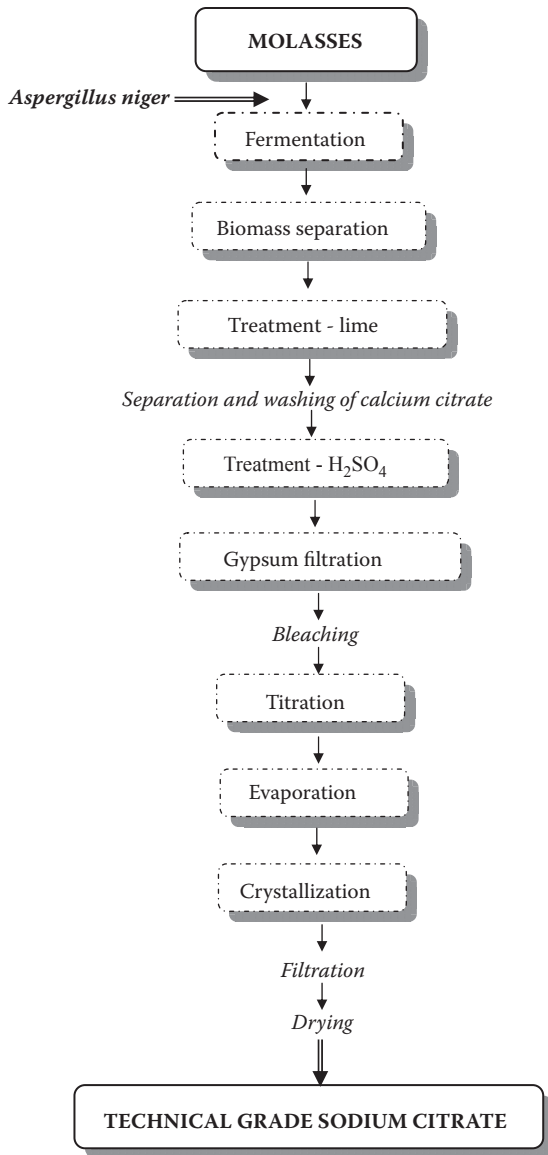 MOLASSES
Aspergillus niger
Fermentation
Biomass separation
Treatment - lime
Separation and washing of calcium citrate
Treatment - H₂SO₄
Gypsum filtration
Bleaching
Titration
Evaporation
Crystallization
Filtration
Drying
TECHNICAL GRADE SODIUM CITRATE